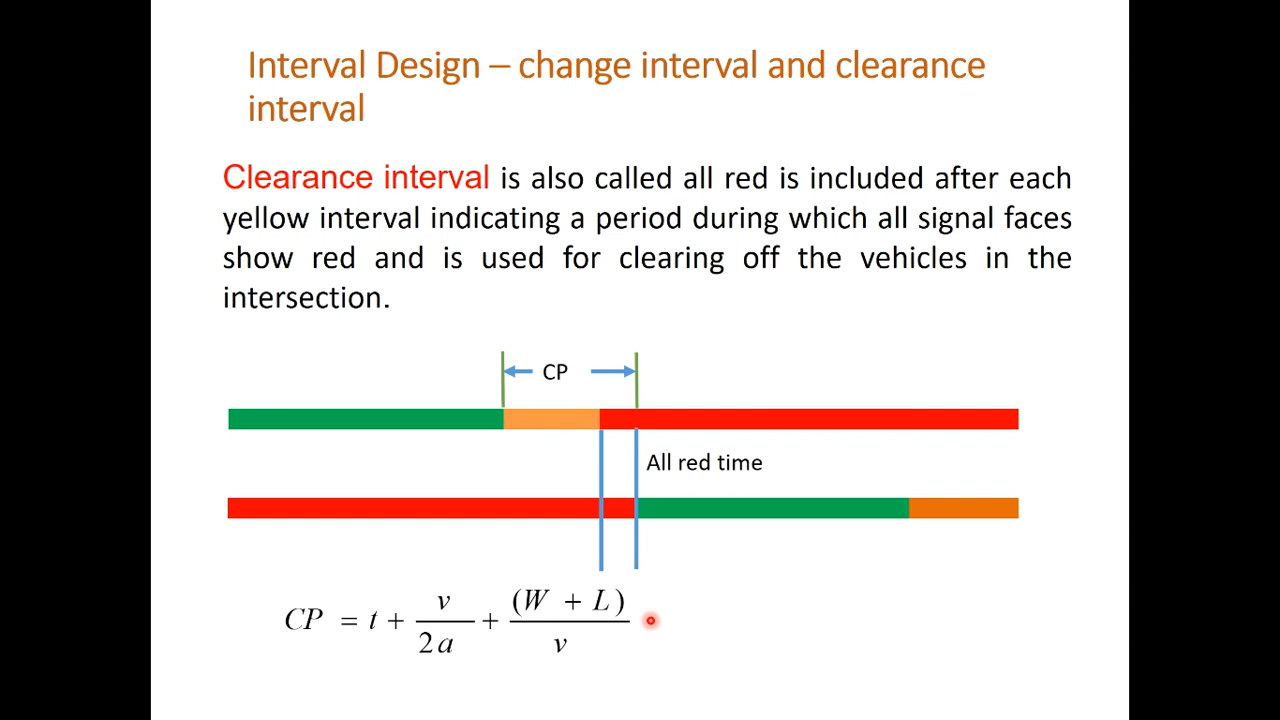 Interval Design – change interval and clearance
interval
Clearance interval is also called all red is included after each
yellow interval indicating a period during which all signal faces
show red and is used for clearing off the vehicles in the
intersection.
CP
All red time
CP = t + v/2a + (W + L)/v